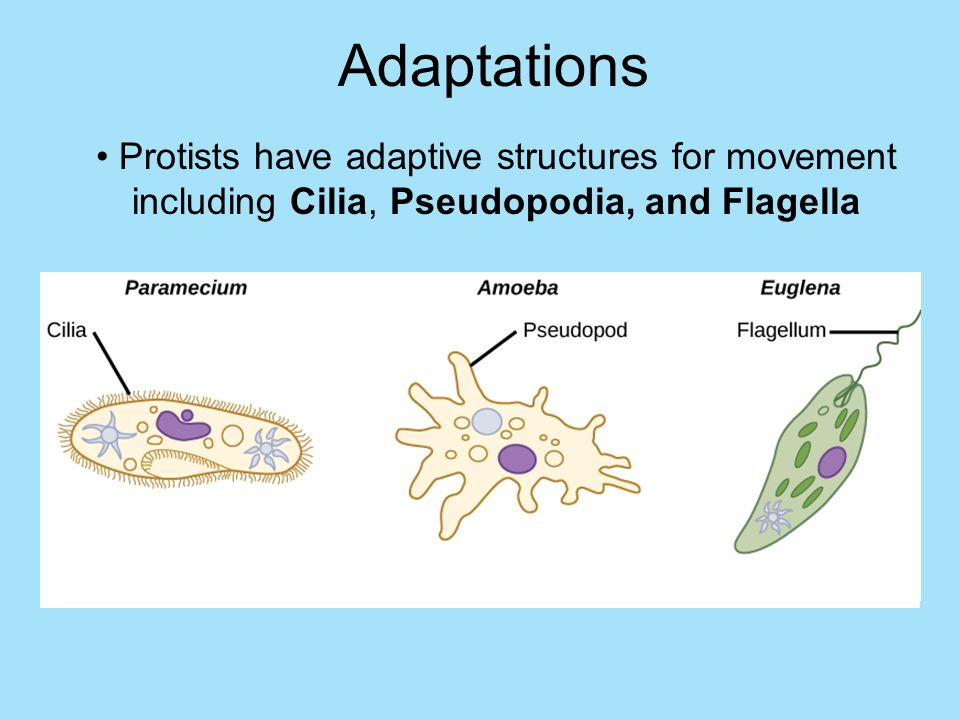 Adaptations
• Protists have adaptive structures for movement
including Cilia, Pseudopodia, and Flagella
Paramecium Amoeba Euglena
Cilia Pseudopod Flagellum